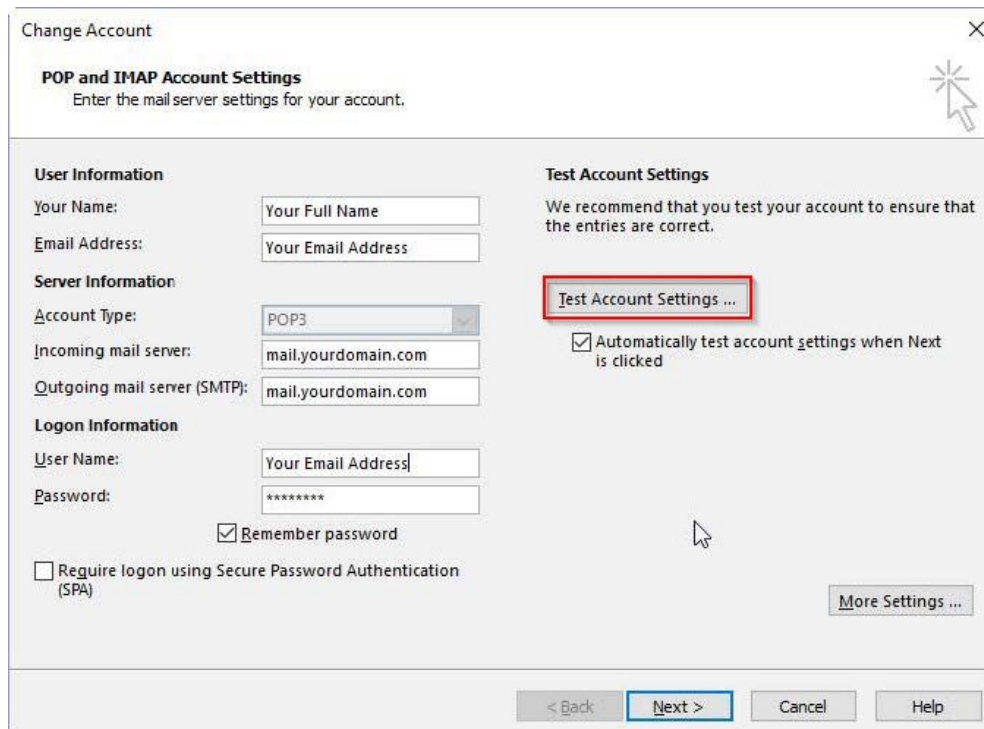 Change Account
POP and IMAP Account Settings
Enter the mail server settings for your account.
User Information
Your Name:
Your Full Name
Email Address:
Your Email Address
Server Information
Account Type:
POP3
Incoming mail server:
mail.yourdomain.com
Outgoing mail server (SMTP):
mail.yourdomain.com
Logon Information
User Name:
Your Email Address
Password:
********
Remember password
Require logon using Secure Password Authentication
(SPA)
Test Account Settings
We recommend that you test your account to ensure that
the entries are correct.
Test Account Settings ...
Automatically test account settings when Next
is clicked
More Settings ...
< Back
Next >
Cancel
Help